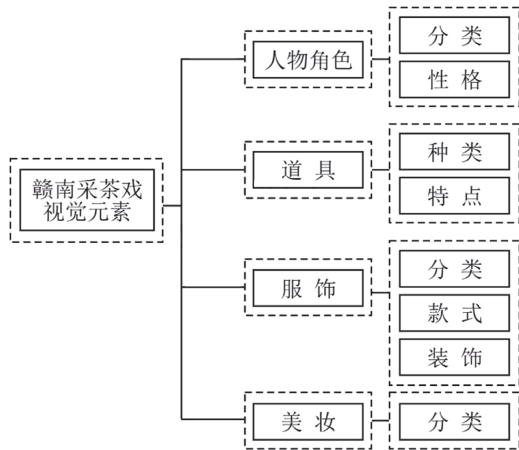 赣南采茶戏
视觉元素
人物角色
分类
性格
道具
种类
特点
服饰
分类
款式
装饰
美妆
分类